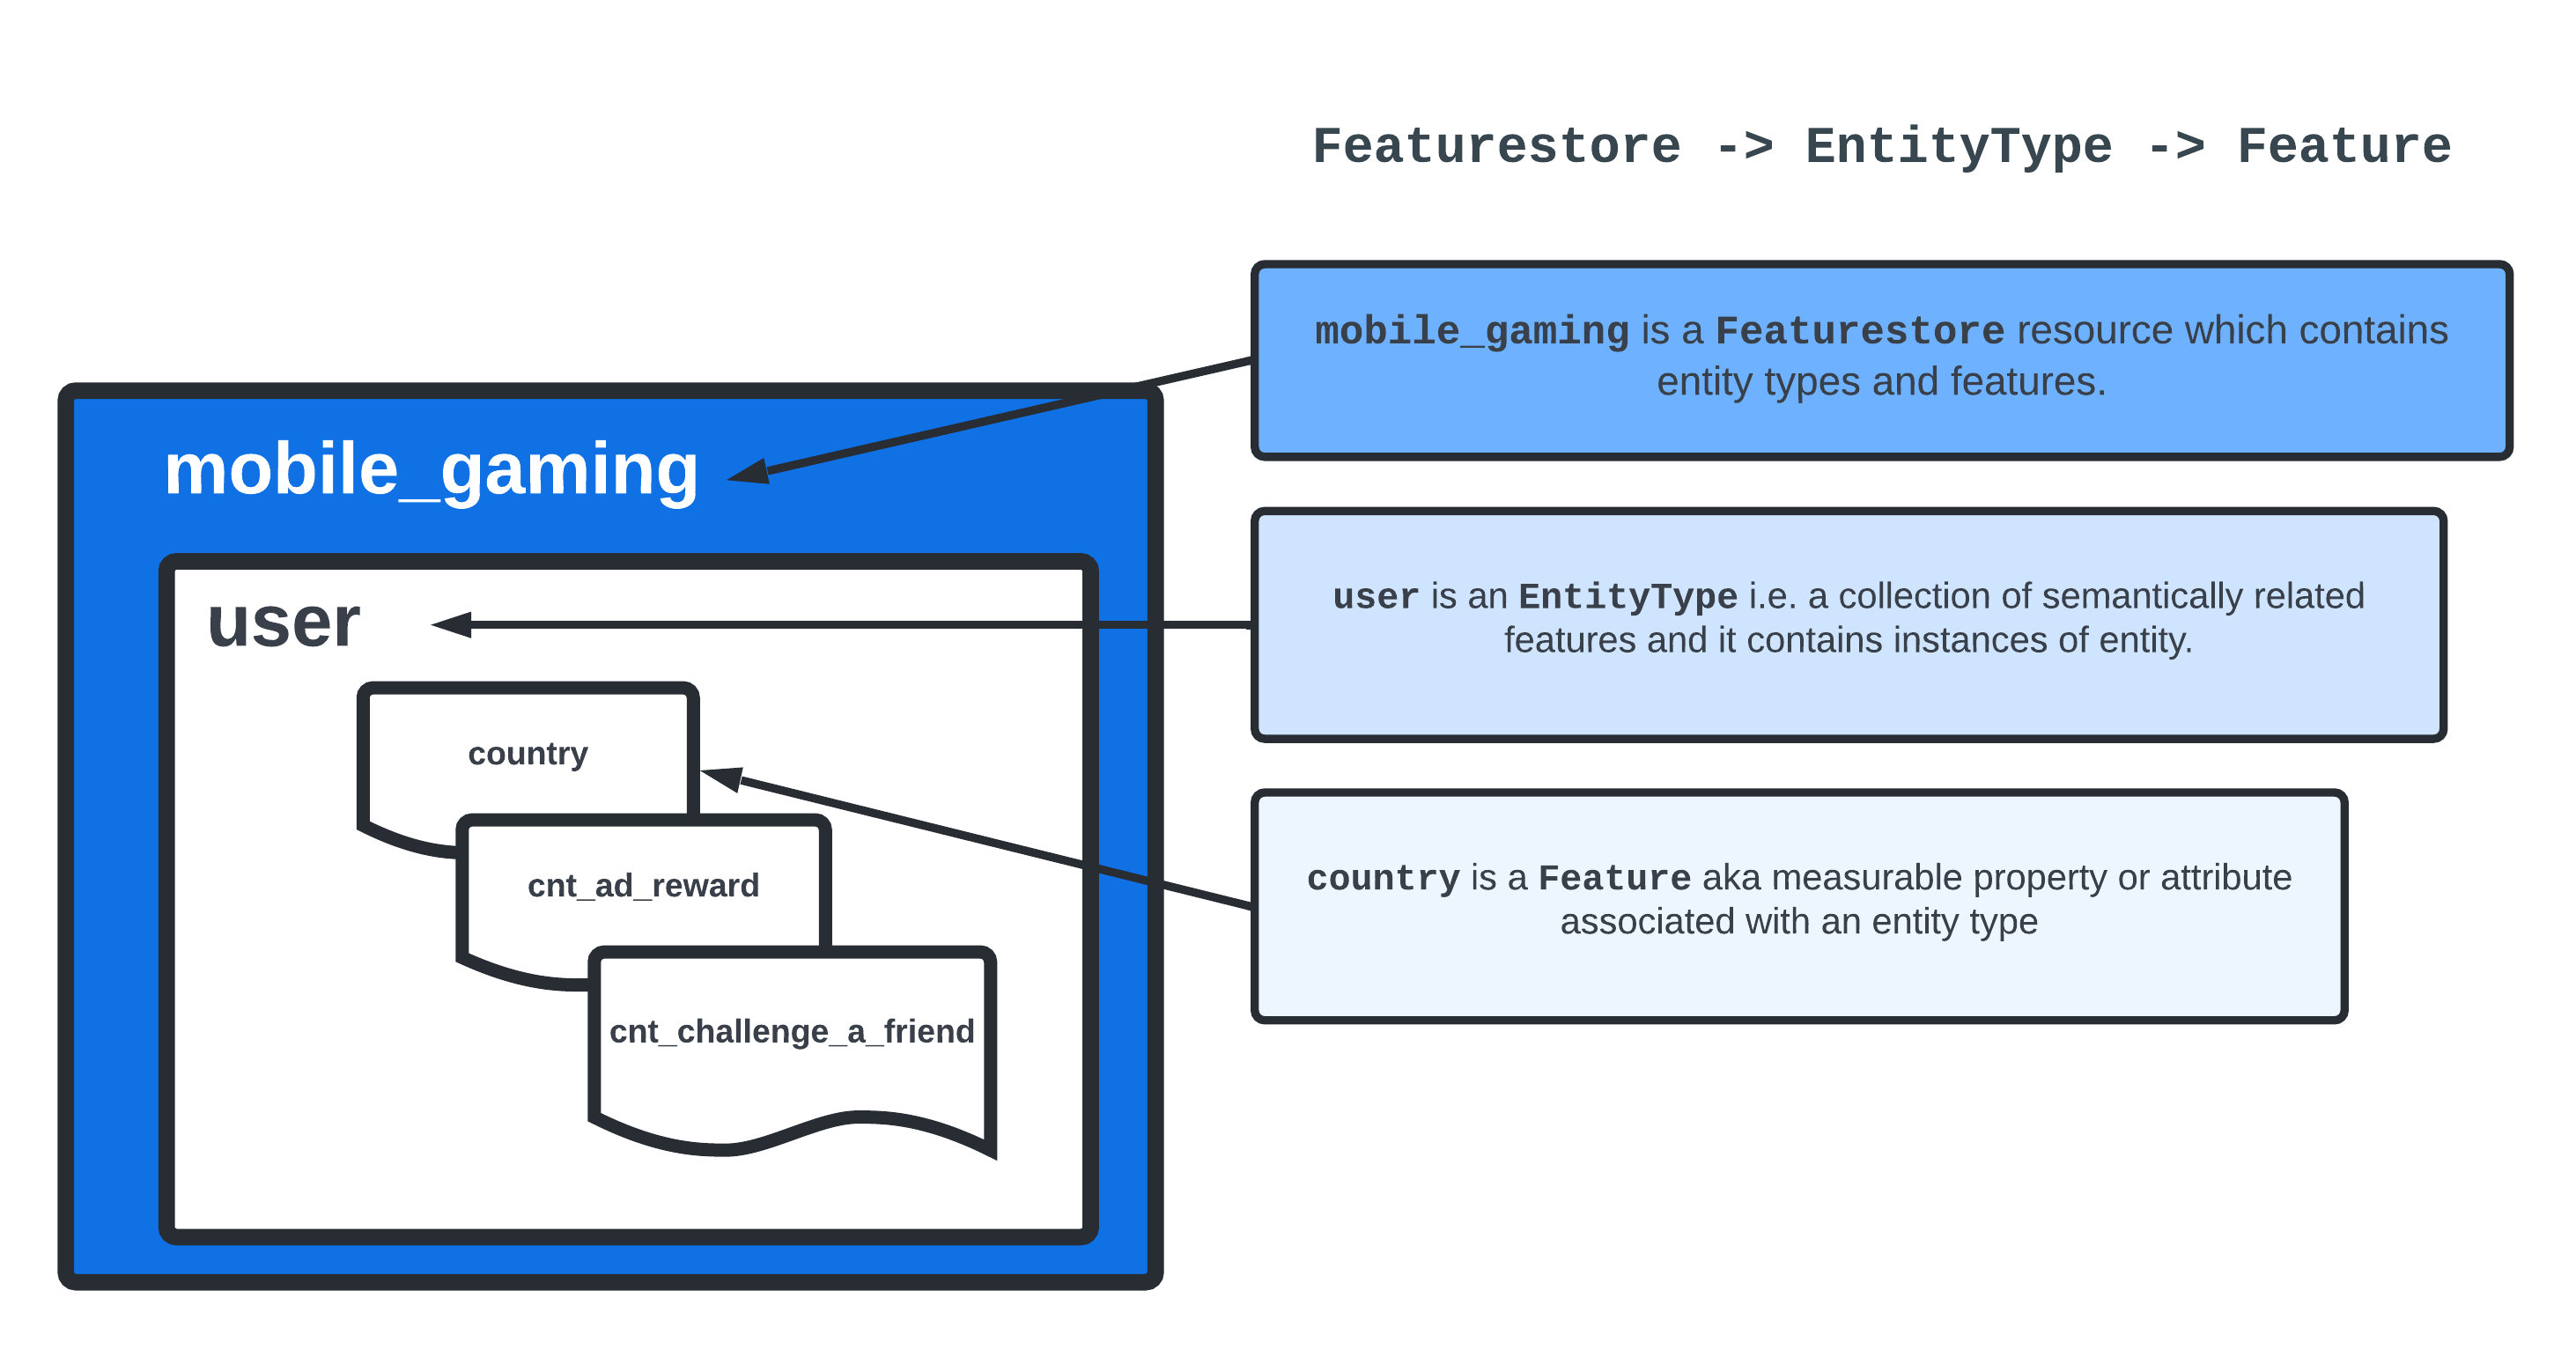 Featurestore -> EntityType -> Feature
mobile_gaming is a Featurestore resource which contains
entity types and features.
mobile_gaming
user is an EntityType i.e. a collection of semantically related
features and it contains instances of entity.
user
country
country is a Feature aka measurable property or attribute
associated with an entity type
cnt_ad_reward
cnt_challenge_a_friend